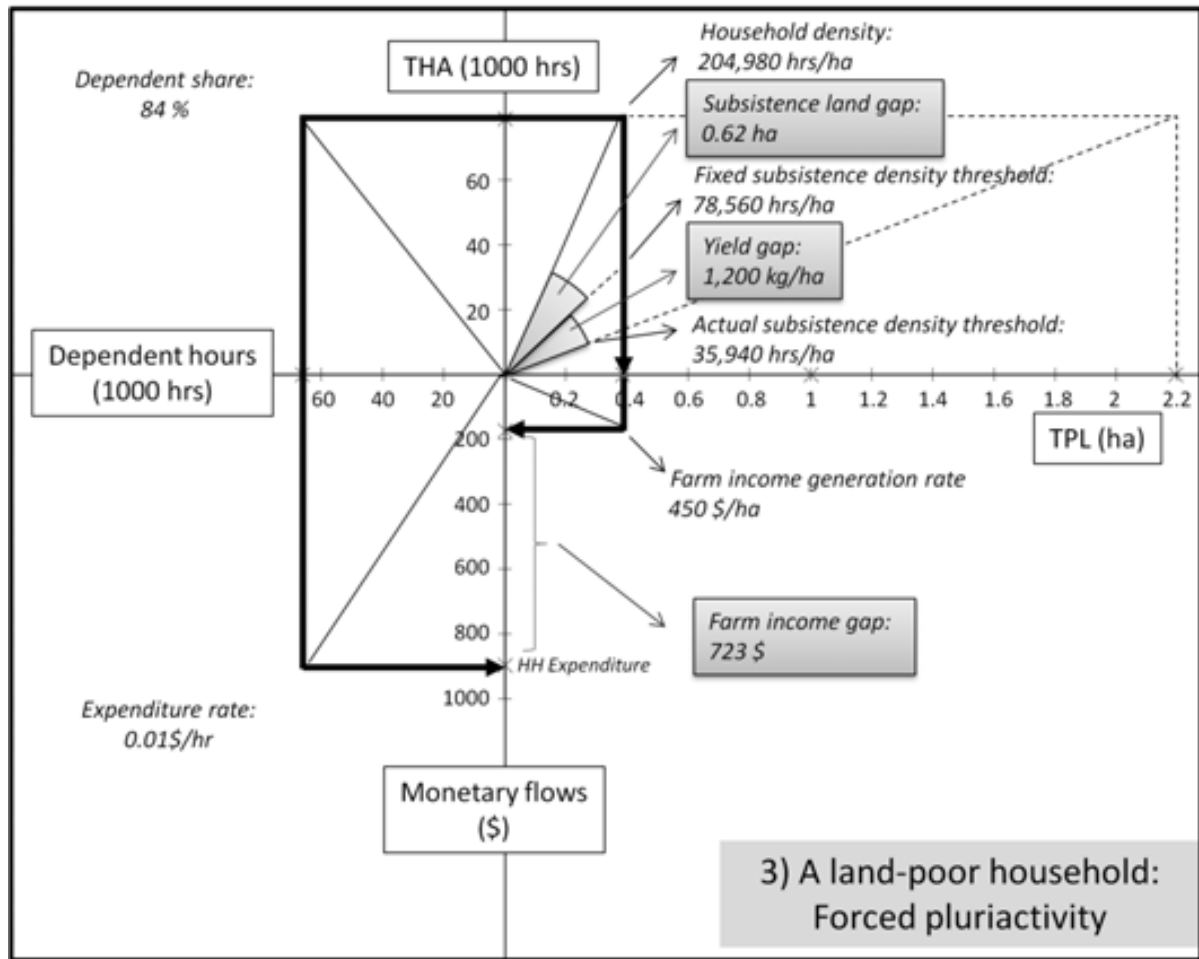 Dependent share:
84 %
THA (1000 hrs)
Household density:
204,980 hrs/ha
Subsistence land gap:
0.62 ha
Fixed subsistence density threshold:
78,560 hrs/ha
Yield gap:
1,200 kg/ha
Actual subsistence density threshold:
35,940 hrs/ha
60
40
20
Dependent hours
(1000 hrs)
60 40 20 0.2 0.4 0.6 0.8 1 1.2 1.4 1.6 1.8 2 2.2
TPL (ha)
200
400
600
800
1000
Farm income generation rate
450 $/ha
Farm income gap:
723 $
HH Expenditure
Expenditure rate:
0.01$/hr
Monetary flows
($)
3) A land-poor household:
Forced pluriactivity